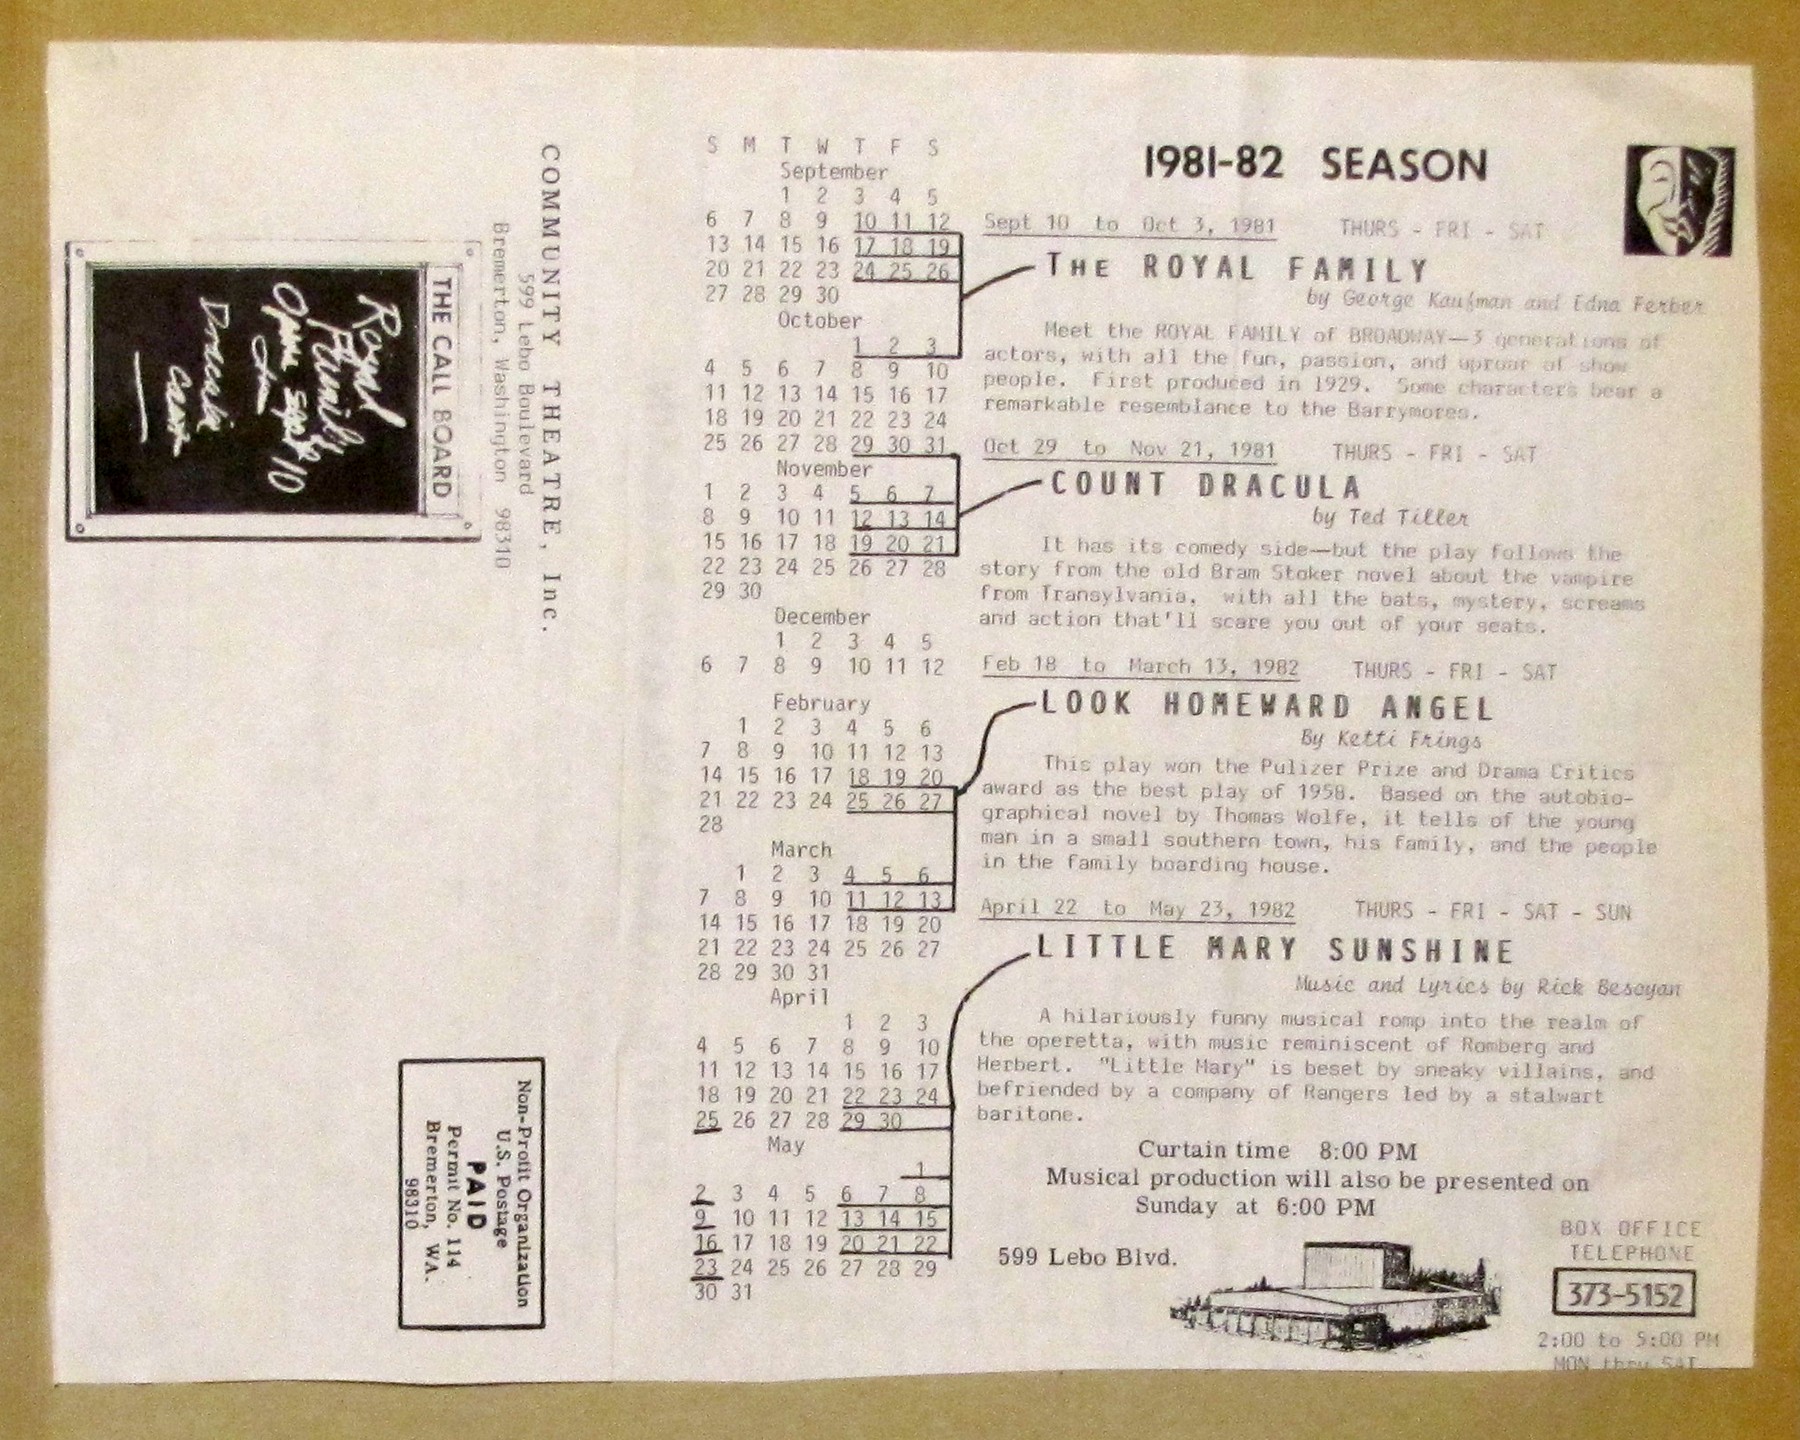 COMMUNITY THEATRE, Inc.
599 Lebo Boulevard
Bremerton, Washington 98310
THE CALL BOARD
Royal
Family
Opens Sept 10
Dracula
Cast
Non-Profit Organization
U.S. Postage
PAID
Permit No. 114
Bremerton, WA.
98310
S M T W T F S
September
1 2 3 4 5
6 7 8 9 10 11 12
13 14 15 16 17 18 19
20 21 22 23 24 25 26
27 28 29 30
October
1 2 3
4 5 6 7 8 9 10
11 12 13 14 15 16 17
18 19 20 21 22 23 24
25 26 27 28 29 30 31
November
1 2 3 4 5 6 7
8 9 10 11 12 13 14
15 16 17 18 19 20 21
22 23 24 25 26 27 28
29 30
December
1 2 3 4 5
6 7 8 9 10 11 12
February
1 2 3 4 5 6
7 8 9 10 11 12 13
14 15 16 17 18 19 20
21 22 23 24 25 26 27
28
March
1 2 3 4 5 6
7 8 9 10 11 12 13
14 15 16 17 18 19 20
21 22 23 24 25 26 27
28 29 30 31
April
1 2 3
4 5 6 7 8 9 10
11 12 13 14 15 16 17
18 19 20 21 22 23 24
25 26 27 28 29 30
May
1
2 3 4 5 6 7 8
9 10 11 12 13 14 15
16 17 18 19 20 21 22
23 24 25 26 27 28 29
30 31
1981-82 SEASON
Sept 10 to Oct 3, 1981 THURS - FRI - SAT
THE ROYAL FAMILY
by George Kaufman and Edna Ferber
Meet the ROYAL FAMILY of BROADWAY—3 generations of
actors, with all the fun, passion, and uproar of show
people. First produced in 1929. Some characters bear a
remarkable resemblance to the Barrymores.
Oct 29 to Nov 21, 1981 THURS - FRI - SAT
COUNT DRACULA
by Ted Tiller
It has its comedy side—but the play follows the
story from the old Bram Stoker novel about the vampire
from Transylvania, with all the bats, mystery, screams
and action that'll scare you out of your seats.
Feb 18 to March 13, 1982 THURS - FRI - SAT
LOOK HOMEWARD ANGEL
By Ketti Frings
This play won the Pulizer Prize and Drama Critics
award as the best play of 1958. Based on the autobio-
graphical novel by Thomas Wolfe, it tells of the young
man in a small southern town, his family, and the people
in the family boarding house.
April 22 to May 23, 1982 THURS - FRI - SAT - SUN
LITTLE MARY SUNSHINE
Music and Lyrics by Rick Besoyan
A hilariously funny musical romp into the realm of
the operetta, with music reminiscent of Romberg and
Herbert. "Little Mary" is beset by sneaky villains, and
befriended by a company of Rangers led by a stalwart
baritone.
Curtain time 8:00 PM
Musical production will also be presented on
Sunday at 6:00 PM
599 Lebo Blvd.
BOX OFFICE
TELEPHONE
373-5152
2:00 to 5:00 PM
MON thru SAT